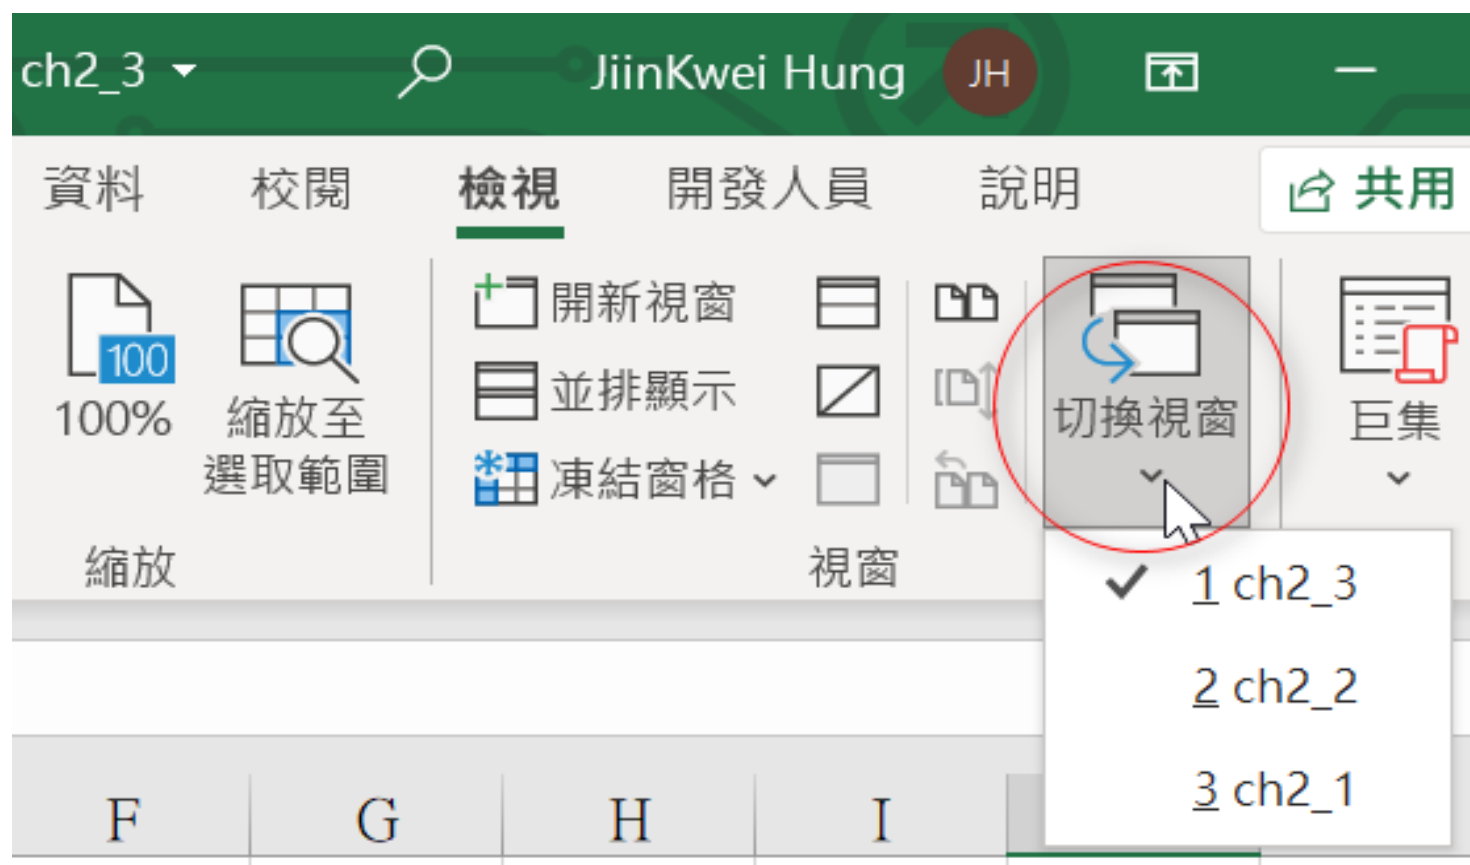 ch2_3
JiinKwei Hung
JH
資料
校閱
檢視
開發人員
說明
共用
100
100%
縮放至
選取範圍
縮放
開新視窗
並排顯示
凍結窗格
視窗
切換視窗
巨集
1 ch2_3
2 ch2_2
3 ch2_1
F
G
H
I